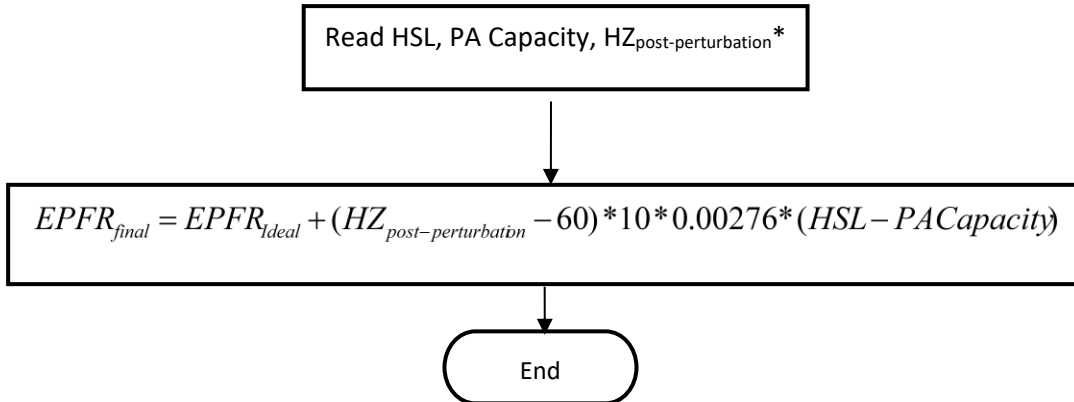 Read HSL, PA Capacity, HZpost-perturbation*
EPFRfinal = EPFRIdeal + (HZpost-perturbation − 60)*10*0.00276*(HSL − PACapacity)
End